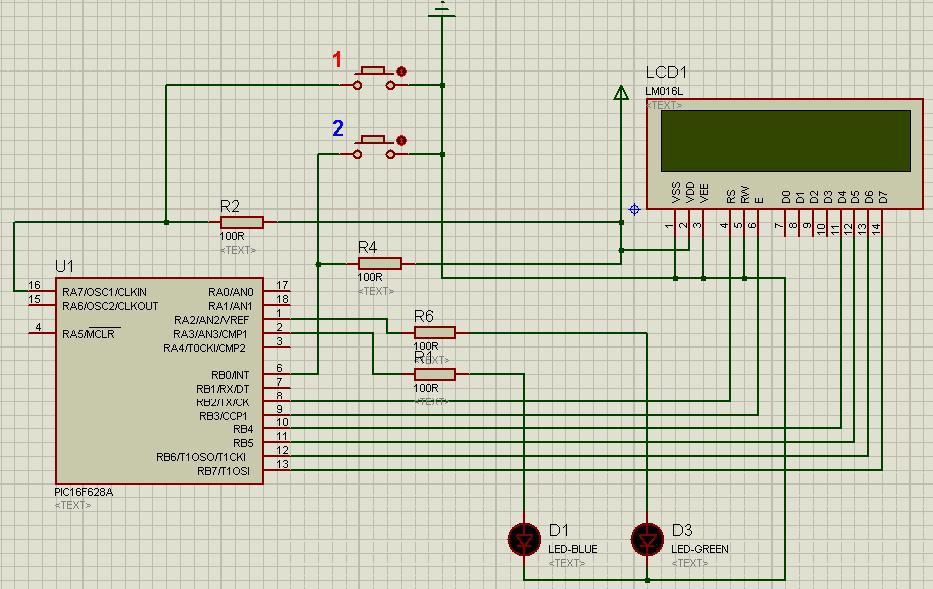 1
LCD1
LM016L
<TEXT>
2
VSS
VDD
VEE
RS
RW
E
D0
D1
D2
D3
D4
D5
D6
D7
1
2
3
4
5
6
7
8
9
10
11
12
13
14
R2
100R
<TEXT>
R4
100R
<TEXT>
U1
16 RA7/OSC1/CLKIN RA0/AN0 17
15 RA6/OSC2/CLKOUT RA1/AN1 18
RA2/AN2/VREF 1
4 RA5/MCLR RA3/AN3/CMP1 2
RA4/T0CKI/CMP2 3
RB0/INT 6
RB1/RX/DT 7
RB2/TX/CK 8
RB3/CCP1 9
RB4 10
RB5 11
RB6/T1OSO/T1CKI 12
RB7/T1OSI 13
PIC16F628A
<TEXT>
R6
100R
<TEXT>
R1
100R
<TEXT>
D1
LED-BLUE
<TEXT>
D3
LED-GREEN
<TEXT>